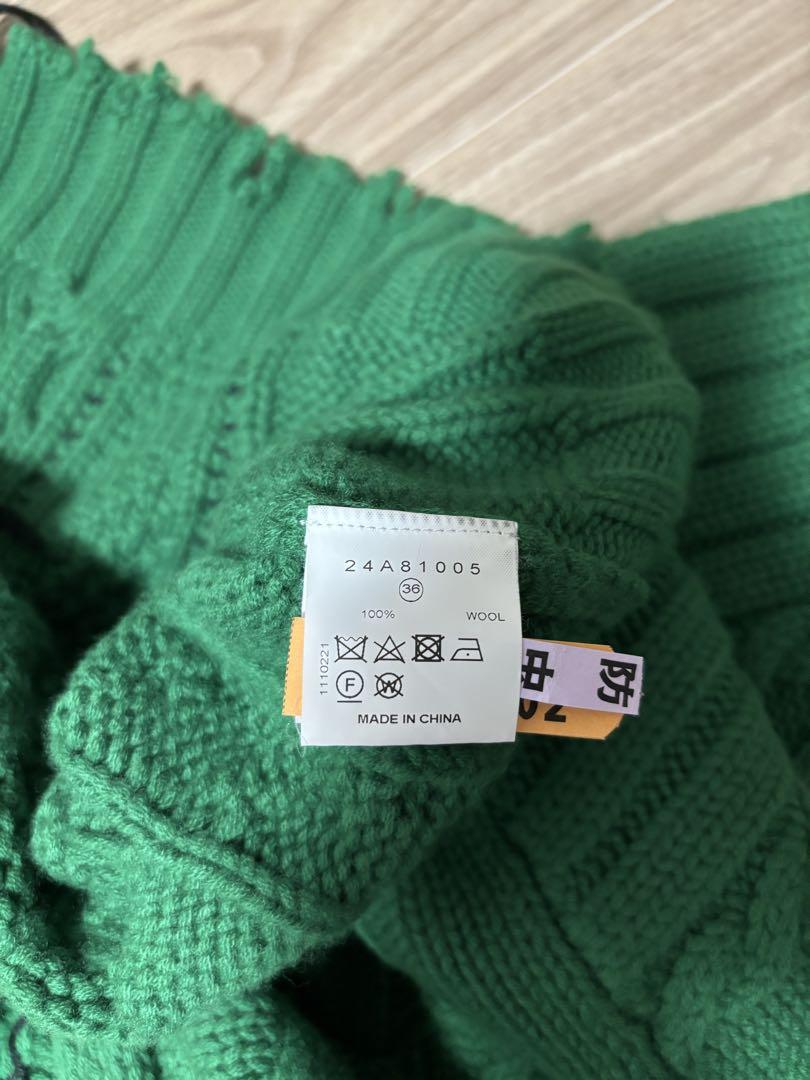 24A81005
36
100% WOOL
1110221
F W
MADE IN CHINA
防
中